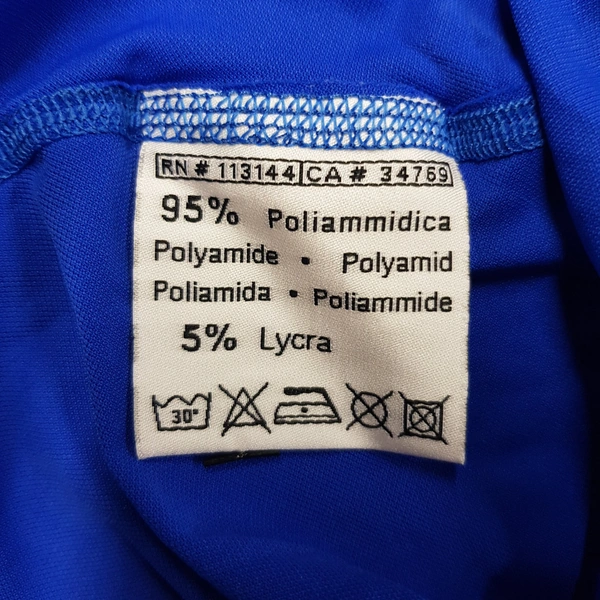 RN # 113144 CA # 34769
95% Poliammidica
Polyamide • Polyamid
Poliamida • Poliammide
5% Lycra
30°